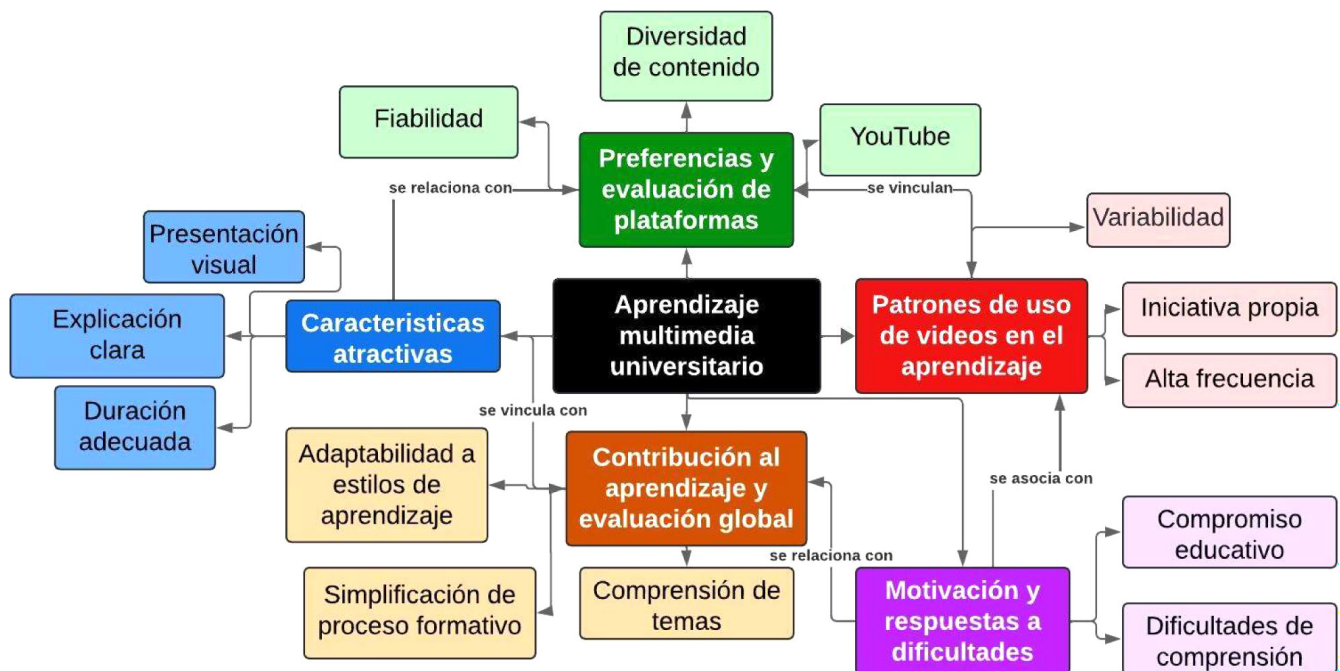 Diversidad
de contenido
Fiabilidad
YouTube
Preferencias y
evaluación de
plataformas
se relaciona con
se vinculan
Variabilidad
Presentación
visual
Explicación
clara
Duración
adecuada
Caracteristicas
atractivas
Aprendizaje
multimedia
universitario
Patrones de uso
de videos en el
aprendizaje
Iniciativa propia
Alta frecuencia
se vincula con
Adaptabilidad a
estilos de
aprendizaje
Contribución al
aprendizaje y
evaluación global
se asocia con
Simplificación de
proceso formativo
Comprensión de
temas
se relaciona con
Motivación y
respuestas a
dificultades
Compromiso
educativo
Dificultades de
comprensión